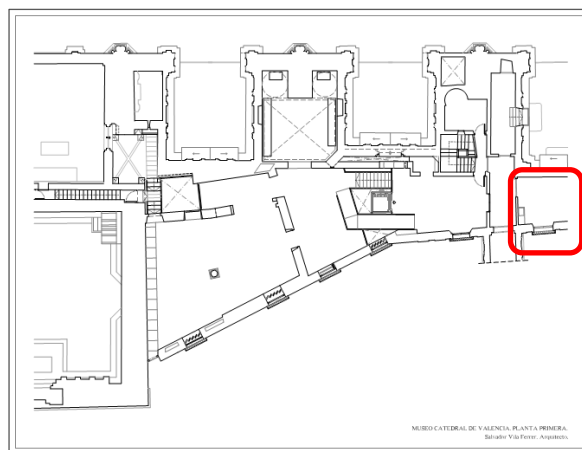 MUSEO CATEDRAL DE VALENCIA. PLANTA PRIMERA.
Salvador Vila Ferrer. Arquitecto.